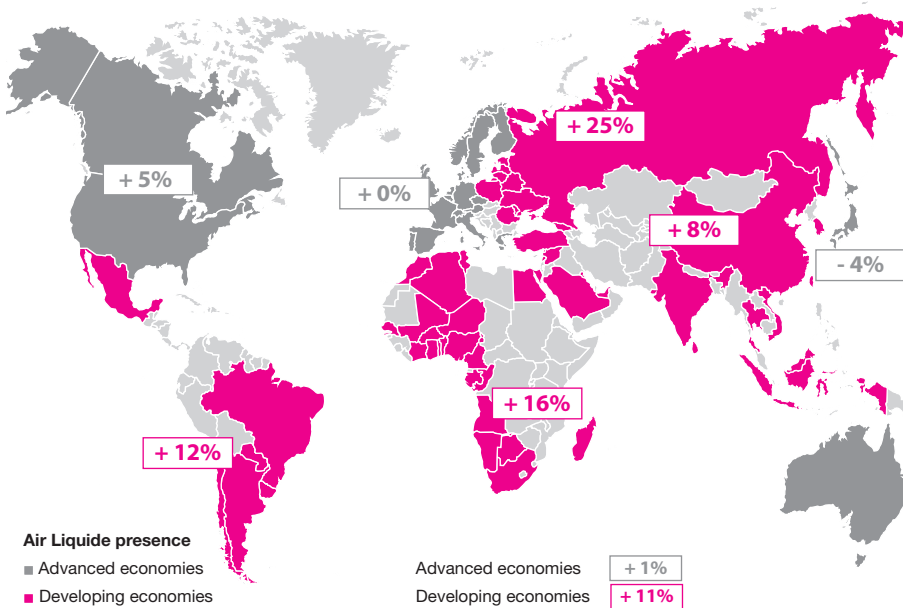 + 25%
+ 5%
+ 0%
+ 8%
- 4%
+ 16%
+ 12%
Air Liquide presence
Advanced economies
Developing economies
Advanced economies + 1%
Developing economies + 11%